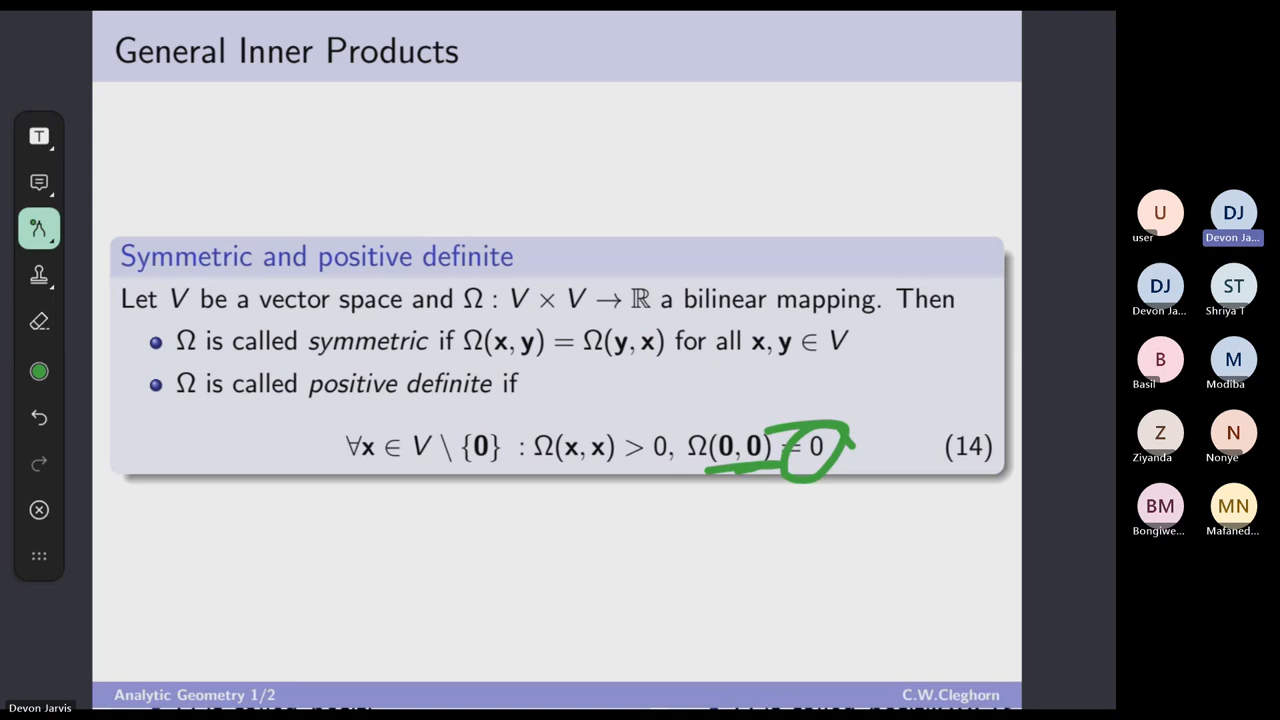 General Inner Products
Symmetric and positive definite
Let V be a vector space and Ω : V × V → ℝ a bilinear mapping. Then
Ω is called symmetric if Ω(x, y) = Ω(y, x) for all x, y ∈ V
Ω is called positive definite if
∀x ∈ V \ {0} : Ω(x, x) > 0, Ω(0, 0) = 0 (14)
Analytic Geometry 1/2 C.W.Cleghorn
Devon Jarvis
T
U DJ
user Devon Ja...
DJ ST
Devon Ja... Shriya T
B M
Basil Modiba
Z N
Ziyanda Nonye
BM MN
Bongiwe... Mafaned...